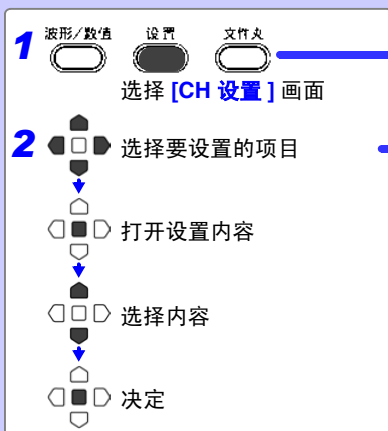 波形/数值 设置 文件夹
1
选择 [CH 设置 ] 画面
2 选择要设置的项目
打开设置内容
选择内容
决定